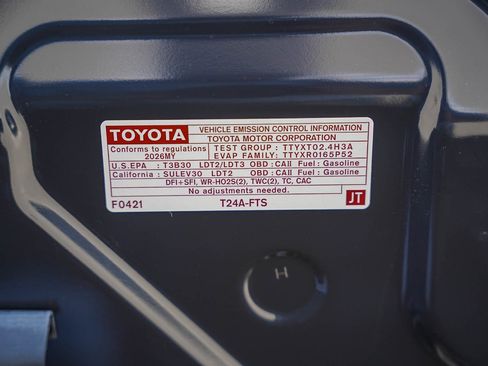 TOYOTA VEHICLE EMISSION CONTROL INFORMATION
TOYOTA MOTOR CORPORATION
Conforms to regulations TEST GROUP : TTYXT02.4H3A
2026MY EVAP FAMILY: TTYXR0165P52
U.S.EPA : T3B30 LDT2/LDT3 OBD : CAII Fuel : Gasoline
California : SULEV30 LDT2 OBD : CAII Fuel : Gasoline
DFI+SFI, WR-HO2S(2), TWC(2), TC, CAC
No adjustments needed.
F0421 T24A-FTS JT
H